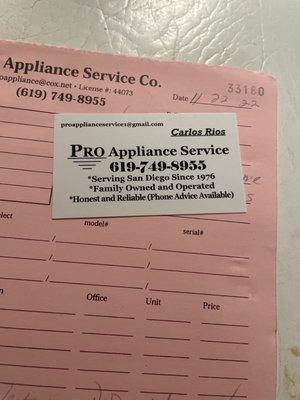 Appliance Service Co.
33180
oappliance@cox.net • License #: 44073
(619) 749-8955
Date 4 22 22
proapplianceservices@gmail.com
Carlos Rios
PRO Appliance Service
619-749-8955
*Serving San Diego Since 1976
*Family Owned and Operated
*Honest and Reliable (Phone Advice Available)
elect
model#
serial#
n
Office
Unit
Price